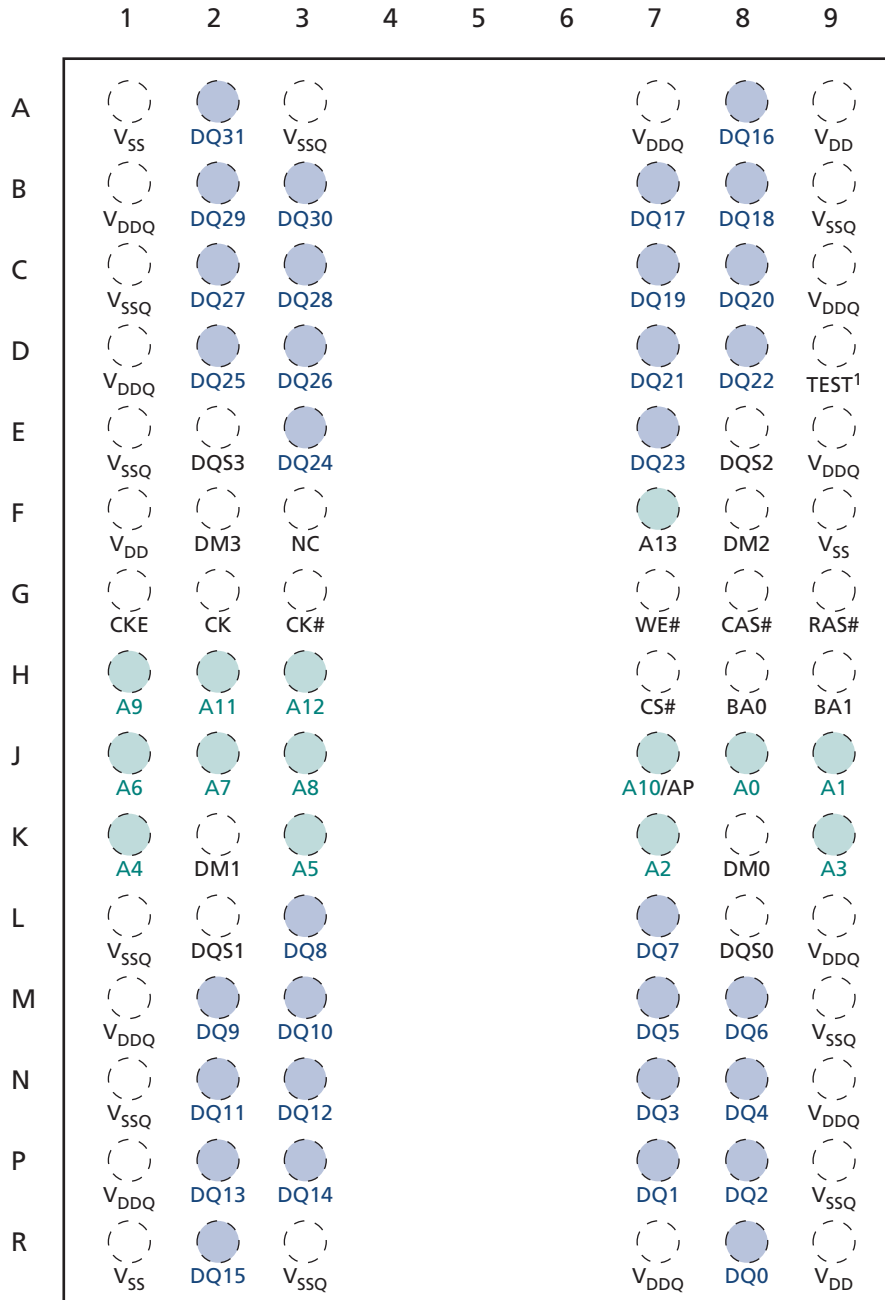 1 2 3 4 5 6 7 8 9
A
VSS DQ31 VSSQ VDDQ DQ16 VDD
B
VDDQ DQ29 DQ30 DQ17 DQ18 VSSQ
C
VSSQ DQ27 DQ28 DQ19 DQ20 VDDQ
D
VDDQ DQ25 DQ26 DQ21 DQ22 TEST1
E
VSSQ DQS3 DQ24 DQ23 DQS2 VDDQ
F
VDD DM3 NC A13 DM2 VSS
G
CKE CK CK# WE# CAS# RAS#
H
A9 A11 A12 CS# BA0 BA1
J
A6 A7 A8 A10/AP A0 A1
K
A4 DM1 A5 A2 DM0 A3
L
VSSQ DQS1 DQ8 DQ7 DQS0 VDDQ
M
VDDQ DQ9 DQ10 DQ5 DQ6 VSSQ
N
VSSQ DQ11 DQ12 DQ3 DQ4 VDDQ
P
VDDQ DQ13 DQ14 DQ1 DQ2 VSSQ
R
VSS DQ15 VSSQ VDDQ DQ0 VDD